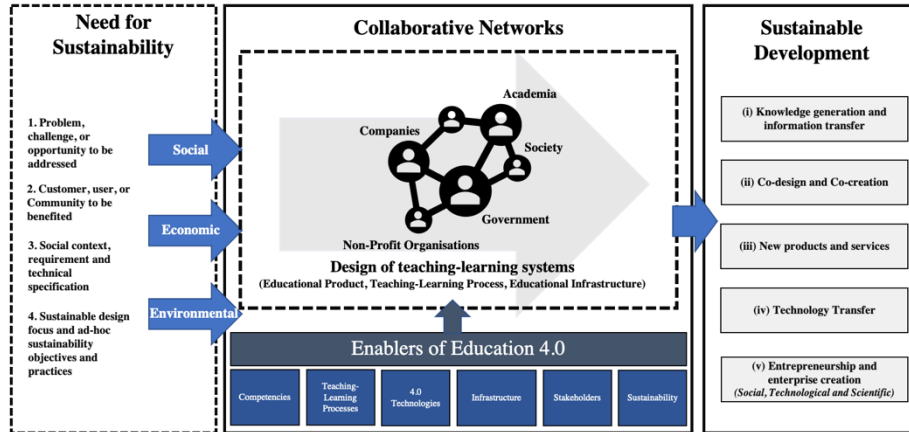 Need for
Sustainability
1. Problem,
challenge, or
opportunity to be
addressed
2. Customer, user, or
Community to be
benefited
3. Social context,
requirement and
technical
specification
4. Sustainable design
focus and ad-hoc
sustainability
objectives and
practices
Social
Economic
Environmental
Collaborative Networks
Academia
Companies
Society
Government
Non-Profit Organisations
Design of teaching-learning systems
(Educational Product, Teaching-Learning Process, Educational Infrastructure)
Enablers of Education 4.0
Competencies
Teaching-
Learning
Processes
4.0
Technologies
Infrastructure
Stakeholders
Sustainability
Sustainable
Development
(i) Knowledge generation and
information transfer
(ii) Co-design and Co-creation
(iii) New products and services
(iv) Technology Transfer
(v) Entrepreneurship and
enterprise creation
(Social, Technological and Scientific)